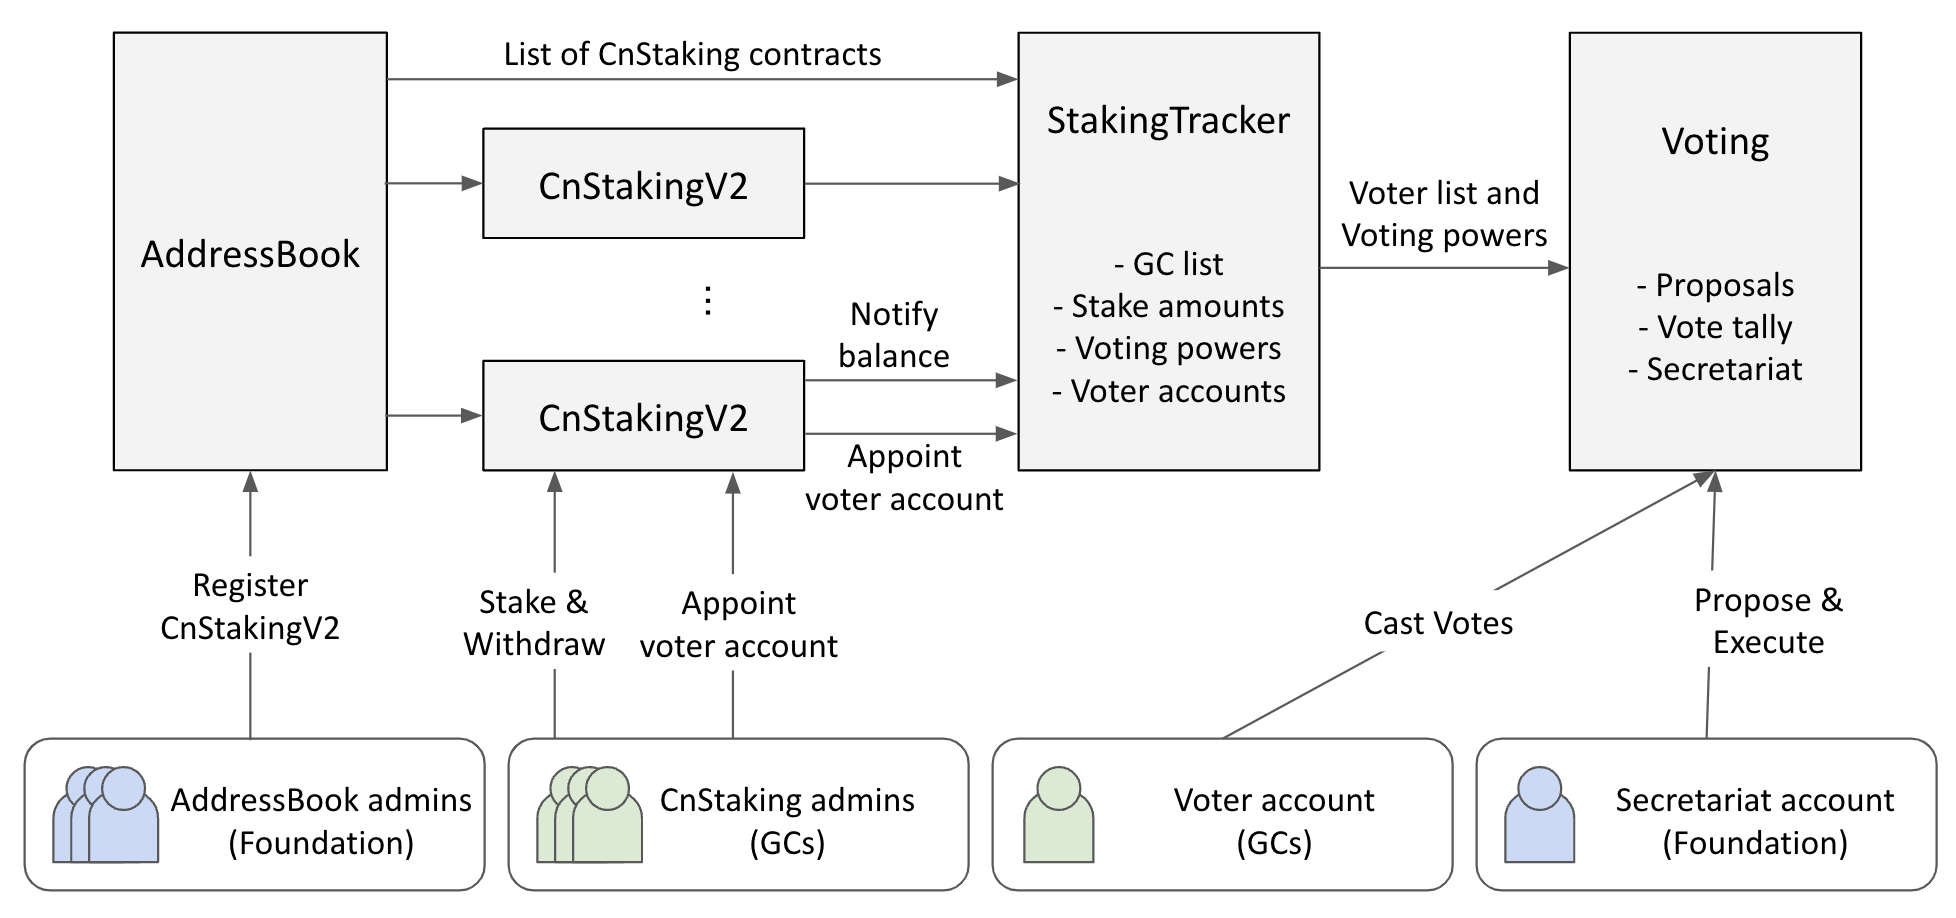 List of CnStaking contracts
AddressBook
CnStakingV2
⋮
CnStakingV2
Notify
balance
Appoint
voter account
StakingTracker
- GC list
- Stake amounts
- Voting powers
- Voter accounts
Voter list and
Voting powers
Voting
- Proposals
- Vote tally
- Secretariat
Register
CnStakingV2
Stake &
Withdraw
Appoint
voter account
Cast Votes
Propose &
Execute
AddressBook admins
(Foundation)
CnStaking admins
(GCs)
Voter account
(GCs)
Secretariat account
(Foundation)